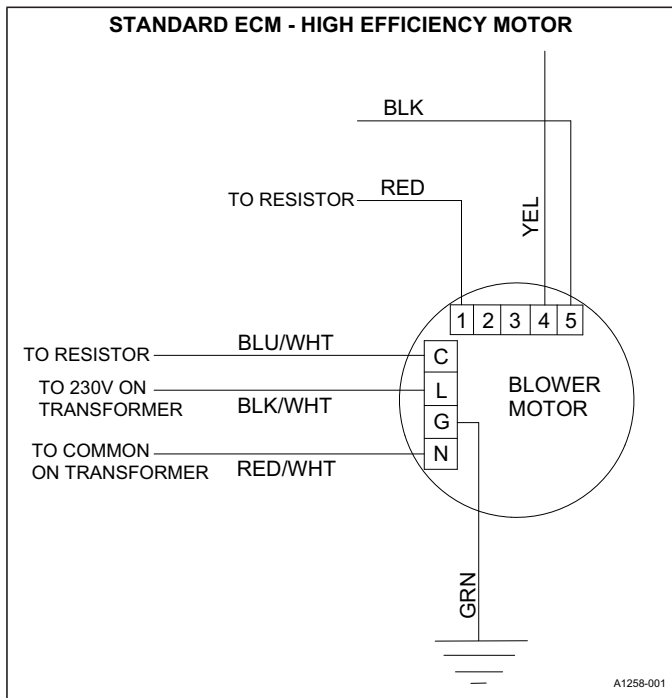 STANDARD ECM - HIGH EFFICIENCY MOTOR
BLK
RED
TO RESISTOR
YEL
1 2 3 4 5
BLU/WHT
TO RESISTOR
C
TO 230V ON
TRANSFORMER
BLK/WHT
L
BLOWER
MOTOR
G
TO COMMON
ON TRANSFORMER
RED/WHT
N
GRN
A1258-001